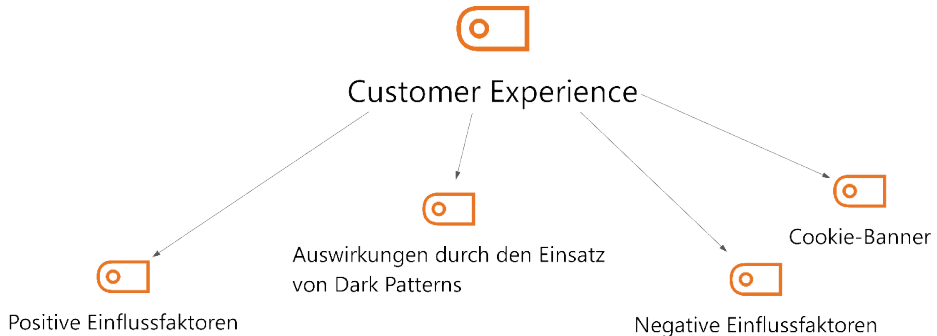 Customer Experience
Cookie-Banner
Auswirkungen durch den Einsatz
von Dark Patterns
Positive Einflussfaktoren
Negative Einflussfaktoren